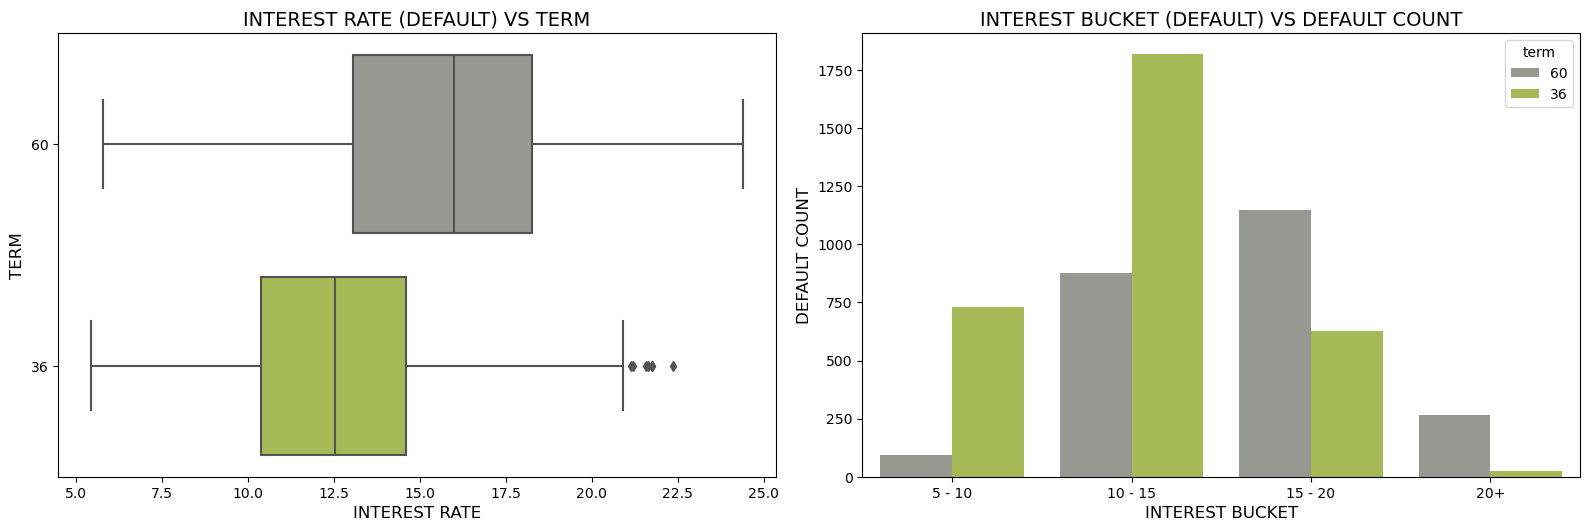 INTEREST RATE (DEFAULT) VS TERM
TERM
60
36
5.0 7.5 10.0 12.5 15.0 17.5 20.0 22.5 25.0
INTEREST RATE
INTEREST BUCKET (DEFAULT) VS DEFAULT COUNT
DEFAULT COUNT
1750
1500
1250
1000
750
500
250
0
term
60
36
5 - 10 10 - 15 15 - 20 20+
INTEREST BUCKET